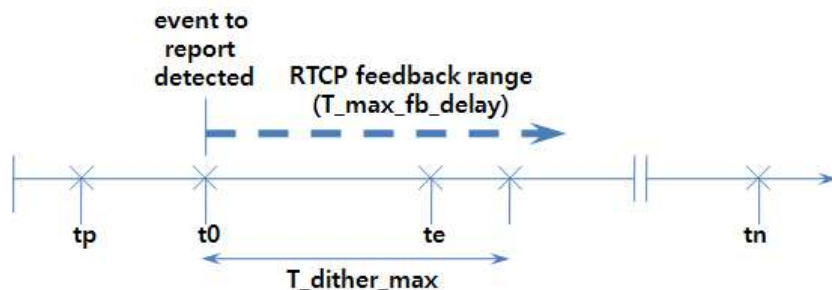 event to
report
detected
RTCP feedback range
(T_max_fb_delay)
tp
t0
te
tn
T_dither_max